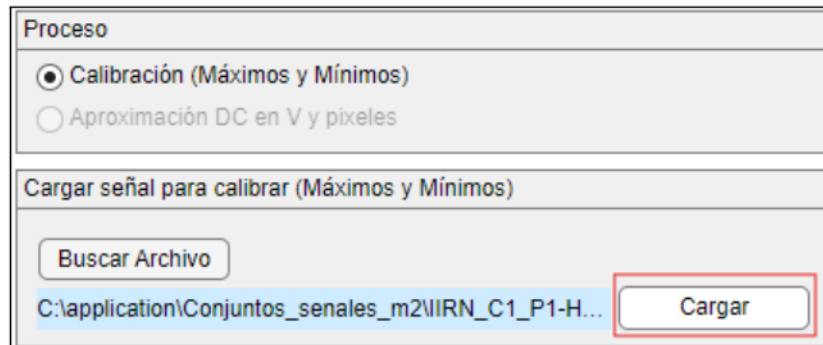 Proceso
Calibración (Máximos y Mínimos)
Aproximación DC en V y pixeles
Cargar señal para calibrar (Máximos y Mínimos)
Buscar Archivo
C:\application\Conjuntos_senales_m2\IIRN_C1_P1-H... Cargar